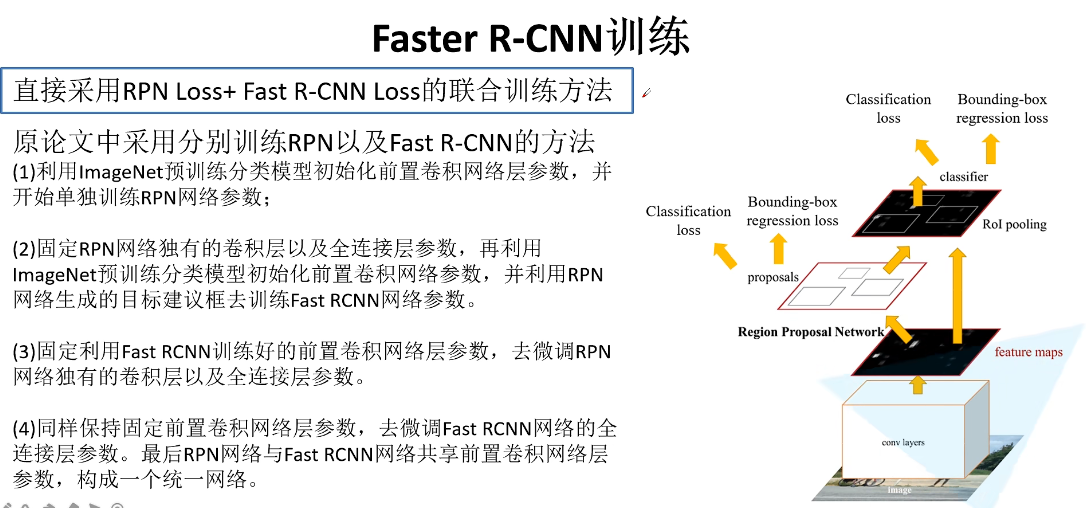 Faster R-CNN训练
直接采用RPN Loss+ Fast R-CNN Loss的联合训练方法
原论文中采用分别训练RPN以及Fast R-CNN的方法
(1)利用ImageNet预训练分类模型初始化前置卷积网络层参数，并
开始单独训练RPN网络参数；
(2)固定RPN网络独有的卷积层以及全连接层参数，再利用
ImageNet预训练分类模型初始化前置卷积网络参数，并利用RPN
网络生成的目标建议框去训练Fast RCNN网络参数。
(3)固定利用Fast RCNN训练好的前置卷积网络层参数，去微调RPN
网络独有的卷积层以及全连接层参数。
(4)同样保持固定前置卷积网络层参数，去微调Fast RCNN网络的全
连接层参数。最后RPN网络与Fast RCNN网络共享前置卷积网络层
参数，构成一个统一网络。
Classification
loss
Bounding-box
regression loss
classifier
RoI pooling
Classification
loss
Bounding-box
regression loss
proposals
Region Proposal Network
feature maps
conv layers
image